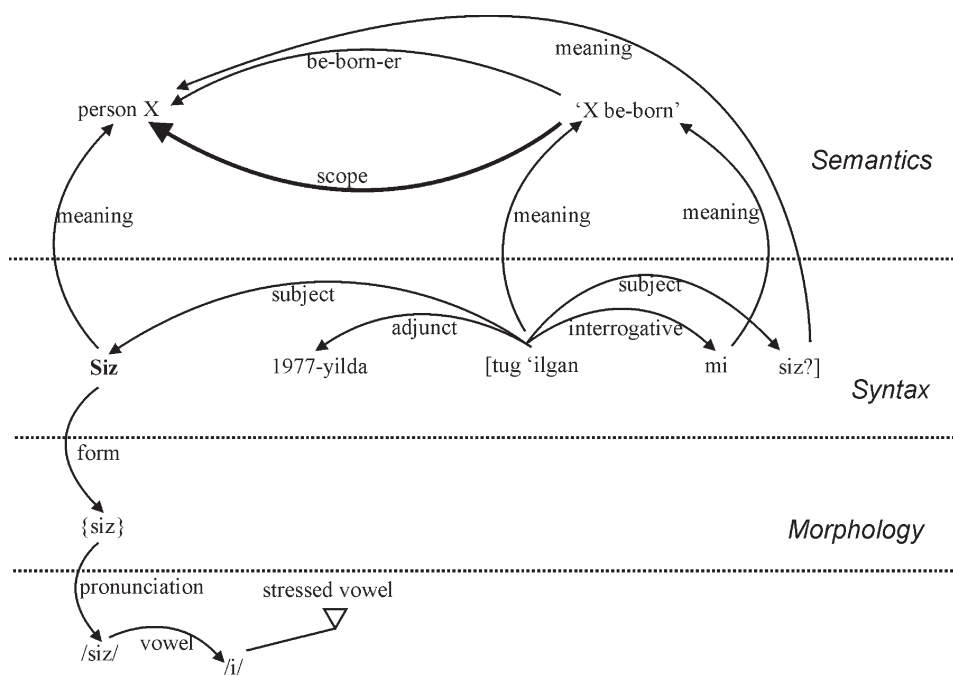 meaning
be-born-er
person X
'X be-born'
Semantics
scope
meaning
meaning
meaning
subject
subject
adjunct
interrogative
Siz
1977-yilda
[tug ‘ilgan
mi
siz?]
Syntax
form
{siz}
Morphology
pronunciation
stressed vowel
/siz/
vowel
/i/